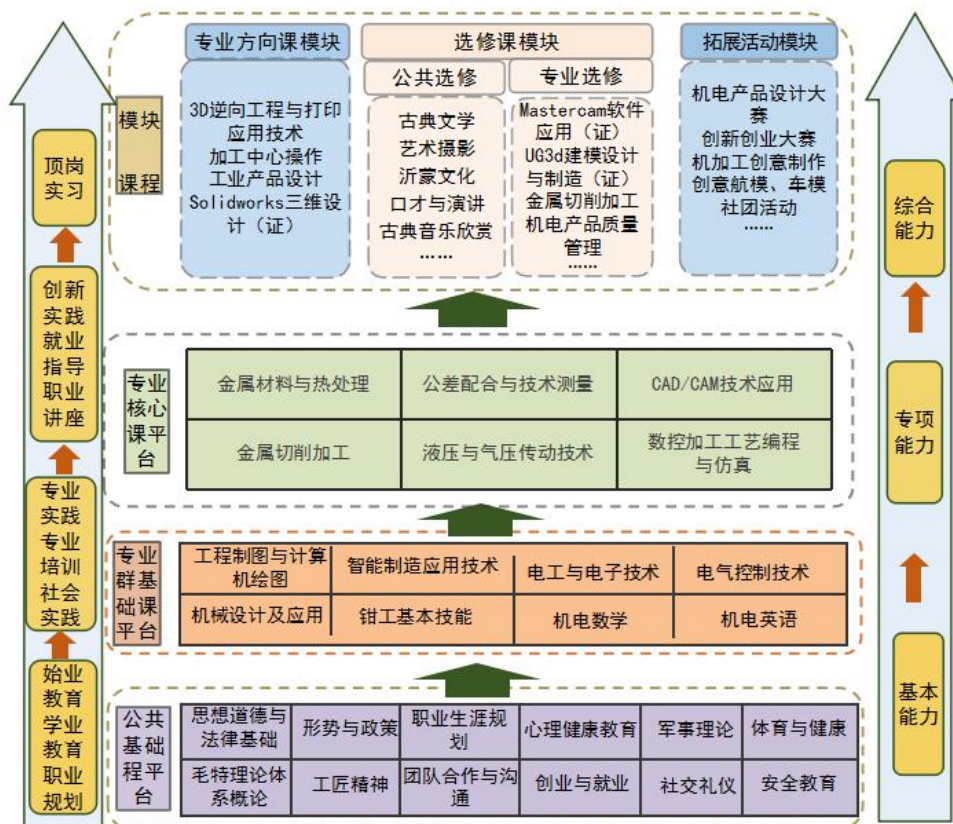 专业方向课模块
选修课模块
拓展活动模块
公共选修
专业选修
模块
课程
3D逆向工程与打印
应用技术
加工中心操作
工业产品设计
Solidworks三维设
计（证）
古典文学
艺术摄影
沂蒙文化
口才与演讲
古典音乐欣赏
……
Mastercam软件
应用（证）
UG3d建模设计
与制造（证）
金属切削加工
机电产品质量
管理
……
机电产品设计大
赛
创新创业大赛
机加工创意制作
创意航模、车模
社团活动
……
顶岗
实习
创新
实践
就业
指导
职业
讲座
专业
实践
专业
培训
社会
实践
始业
教育
学业
教育
职业
规划
专业
核心
课平
台
金属材料与热处理
公差配合与技术测量
CAD/CAM技术应用
金属切削加工
液压与气压传动技术
数控加工工艺编程
与仿真
专业
群基
础课
平台
工程制图与计算
机绘图
智能制造应用技术
电工与电子技术
电气控制技术
机械设计及应用
钳工基本技能
机电数学
机电英语
公共
基础
程平
台
思想道德与
法律基础
形势与政策
职业生涯规
划
心理健康教育
军事理论
体育与健康
毛特理论体
系概论
工匠精神
团队合作与沟
通
创业与就业
社交礼仪
安全教育
综合
能力
专项
能力
基本
能力